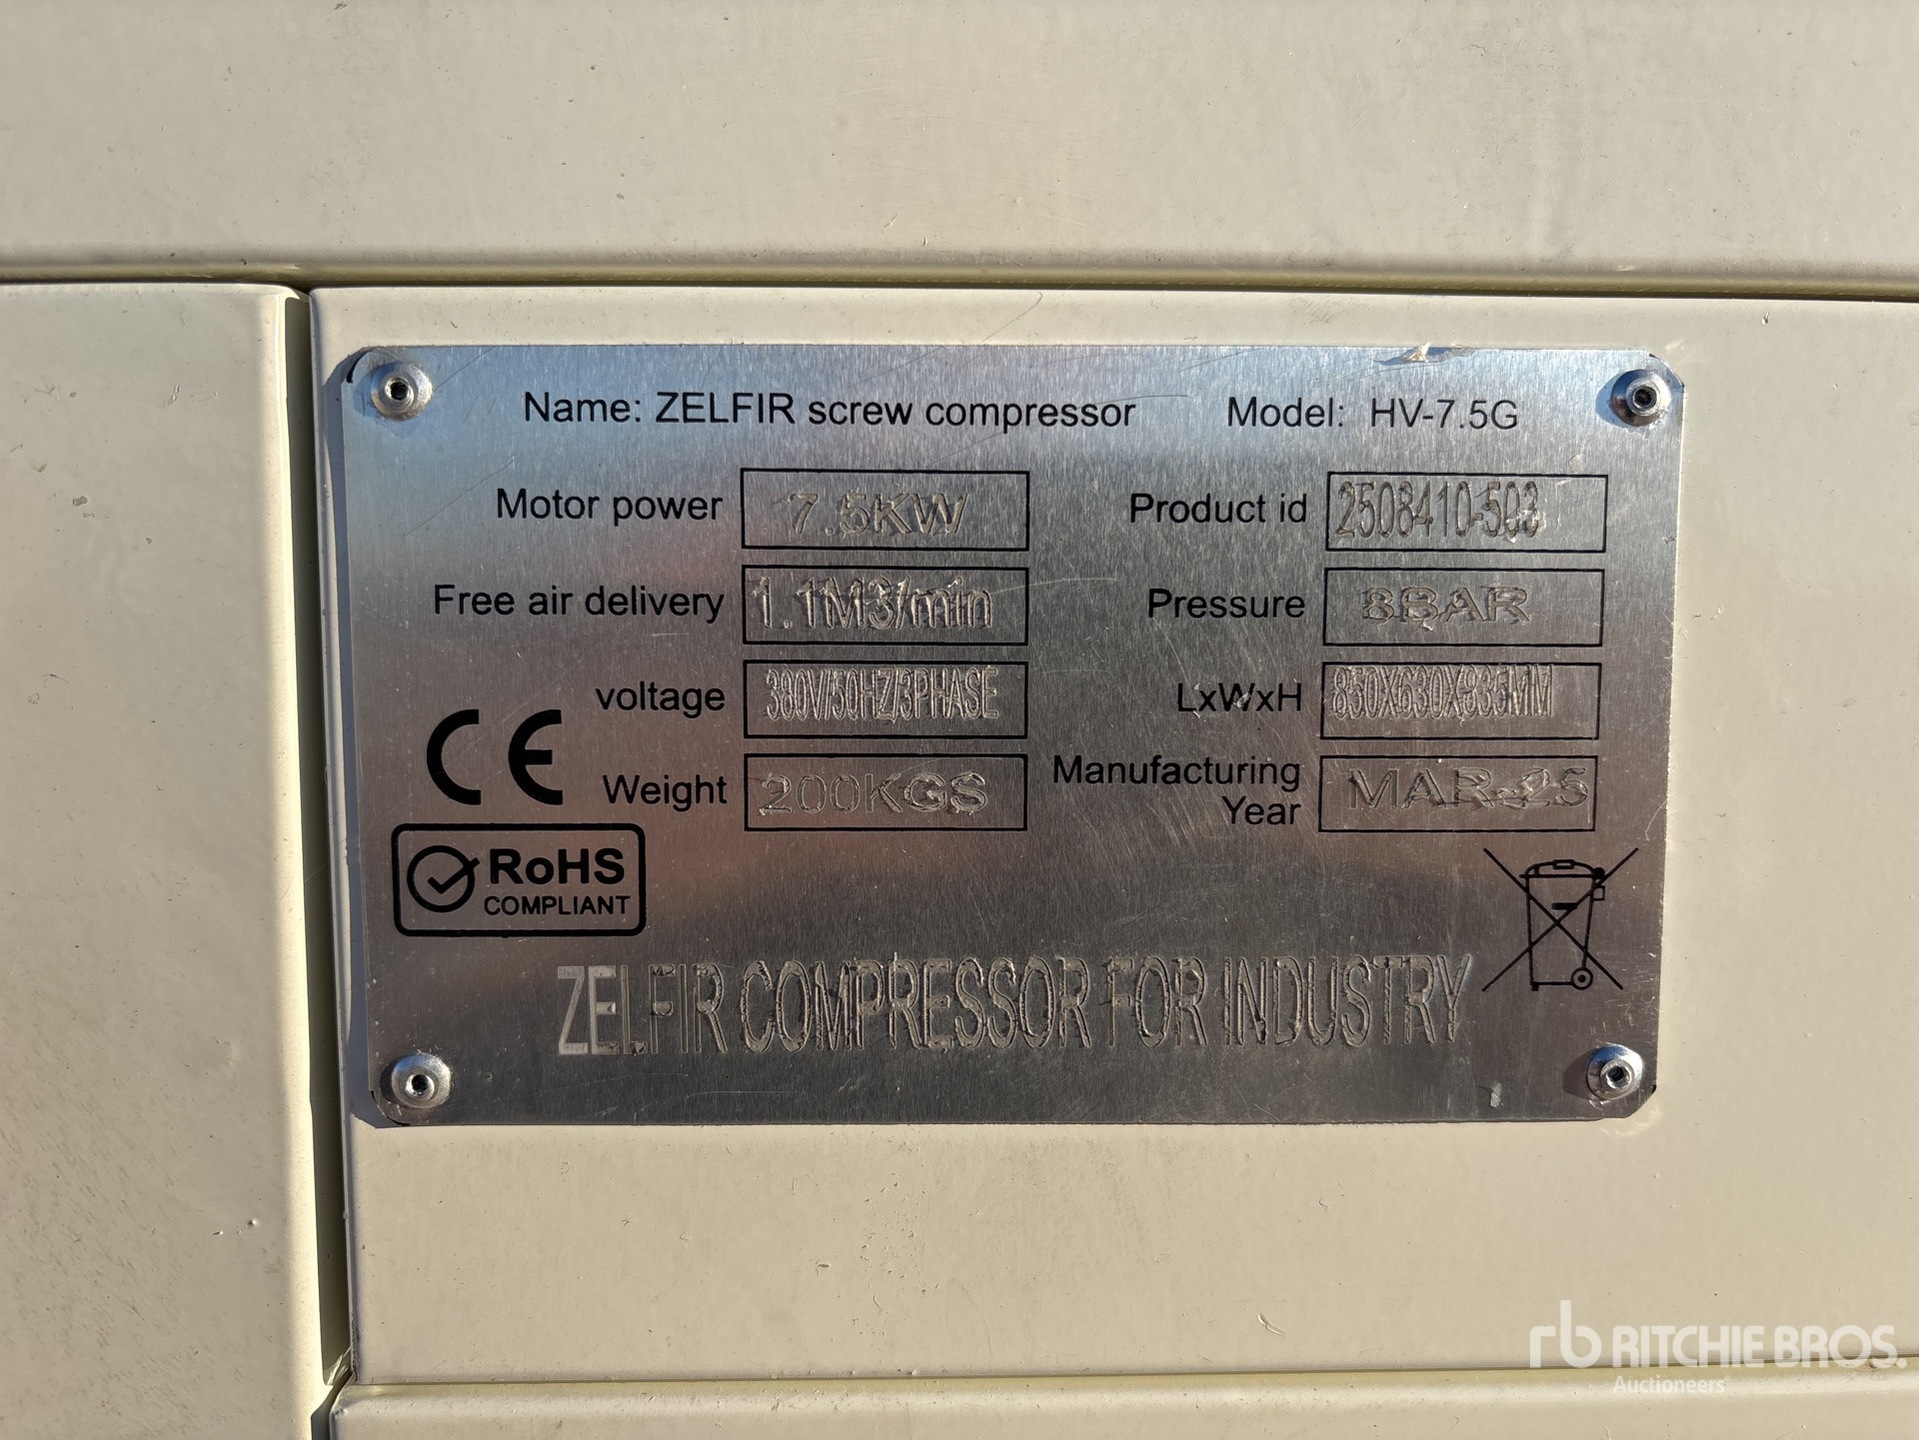 Name: ZELFIR screw compressor Model: HV-7.5G
Motor power 7.5KW Product id 2508410-503
Free air delivery 1.1M3/min Pressure 8BAR
voltage 380V/50HZ/3PHASE LxWxH 850X630X835MM
CE Weight 200KGS Manufacturing Year MAR-25
RoHS
COMPLIANT
ZELFIR COMPRESSOR FOR INDUSTRY
rb RITCHIE BROS.
Auctioneers